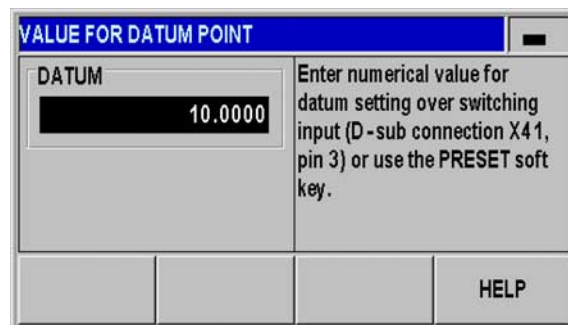 VALUE FOR DATUM POINT
DATUM
10.0000
Enter numerical value for
datum setting over switching
input (D-sub connection X41,
pin 3) or use the PRESET soft
key.
HELP